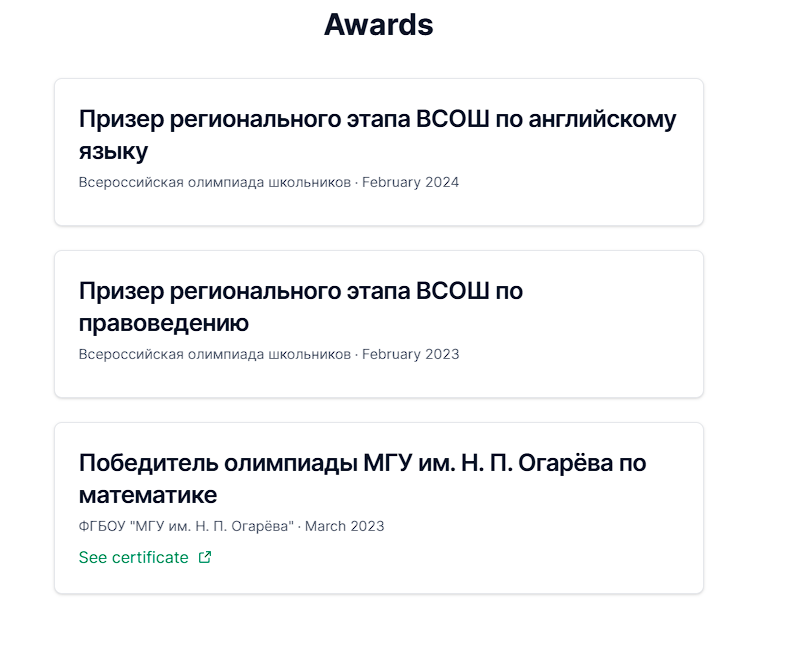 Awards
Призер регионального этапа ВСОШ по английскому
языку
Всероссийская олимпиада школьников · February 2024
Призер регионального этапа ВСОШ по
правоведению
Всероссийская олимпиада школьников · February 2023
Победитель олимпиады МГУ им. Н. П. Огарёва по
математике
ФГБОУ "МГУ им. Н. П. Огарёва" · March 2023
See certificate